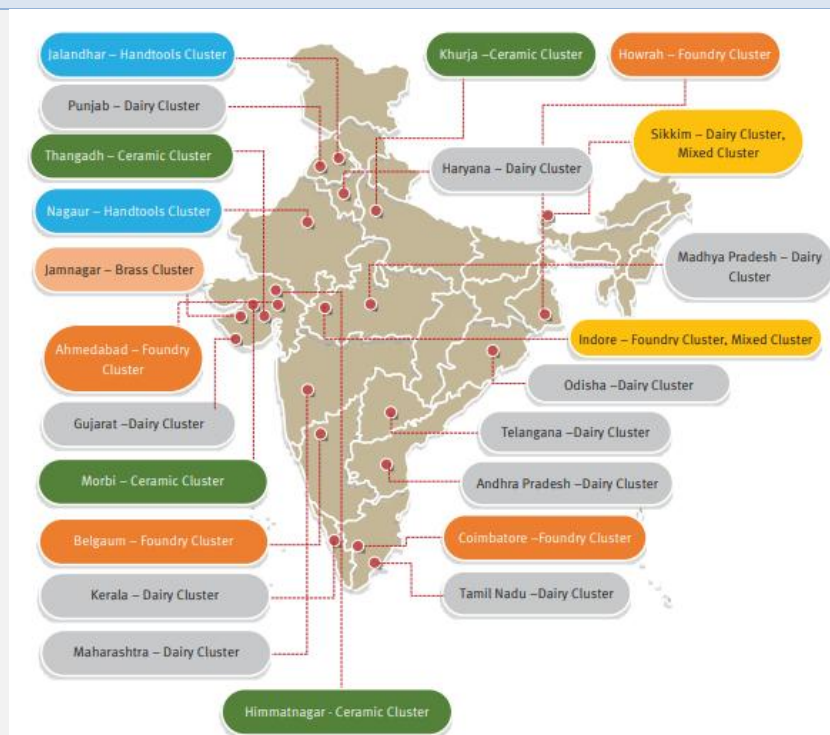 Jalandhar – Handtools Cluster
Punjab – Dairy Cluster
Thangadh – Ceramic Cluster
Nagaur – Handtools Cluster
Jamnagar – Brass Cluster
Ahmedabad – Foundry
Cluster
Gujarat –Dairy Cluster
Morbi – Ceramic Cluster
Belgaum – Foundry Cluster
Kerala – Dairy Cluster
Maharashtra – Dairy Cluster
Himmatnagar - Ceramic Cluster
Khurja –Ceramic Cluster
Howrah – Foundry Cluster
Sikkim – Dairy Cluster,
Mixed Cluster
Haryana – Dairy Cluster
Madhya Pradesh – Dairy
Cluster
Indore – Foundry Cluster, Mixed Cluster
Odisha –Dairy Cluster
Telangana –Dairy Cluster
Andhra Pradesh –Dairy Cluster
Coimbatore –Foundry Cluster
Tamil Nadu –Dairy Cluster